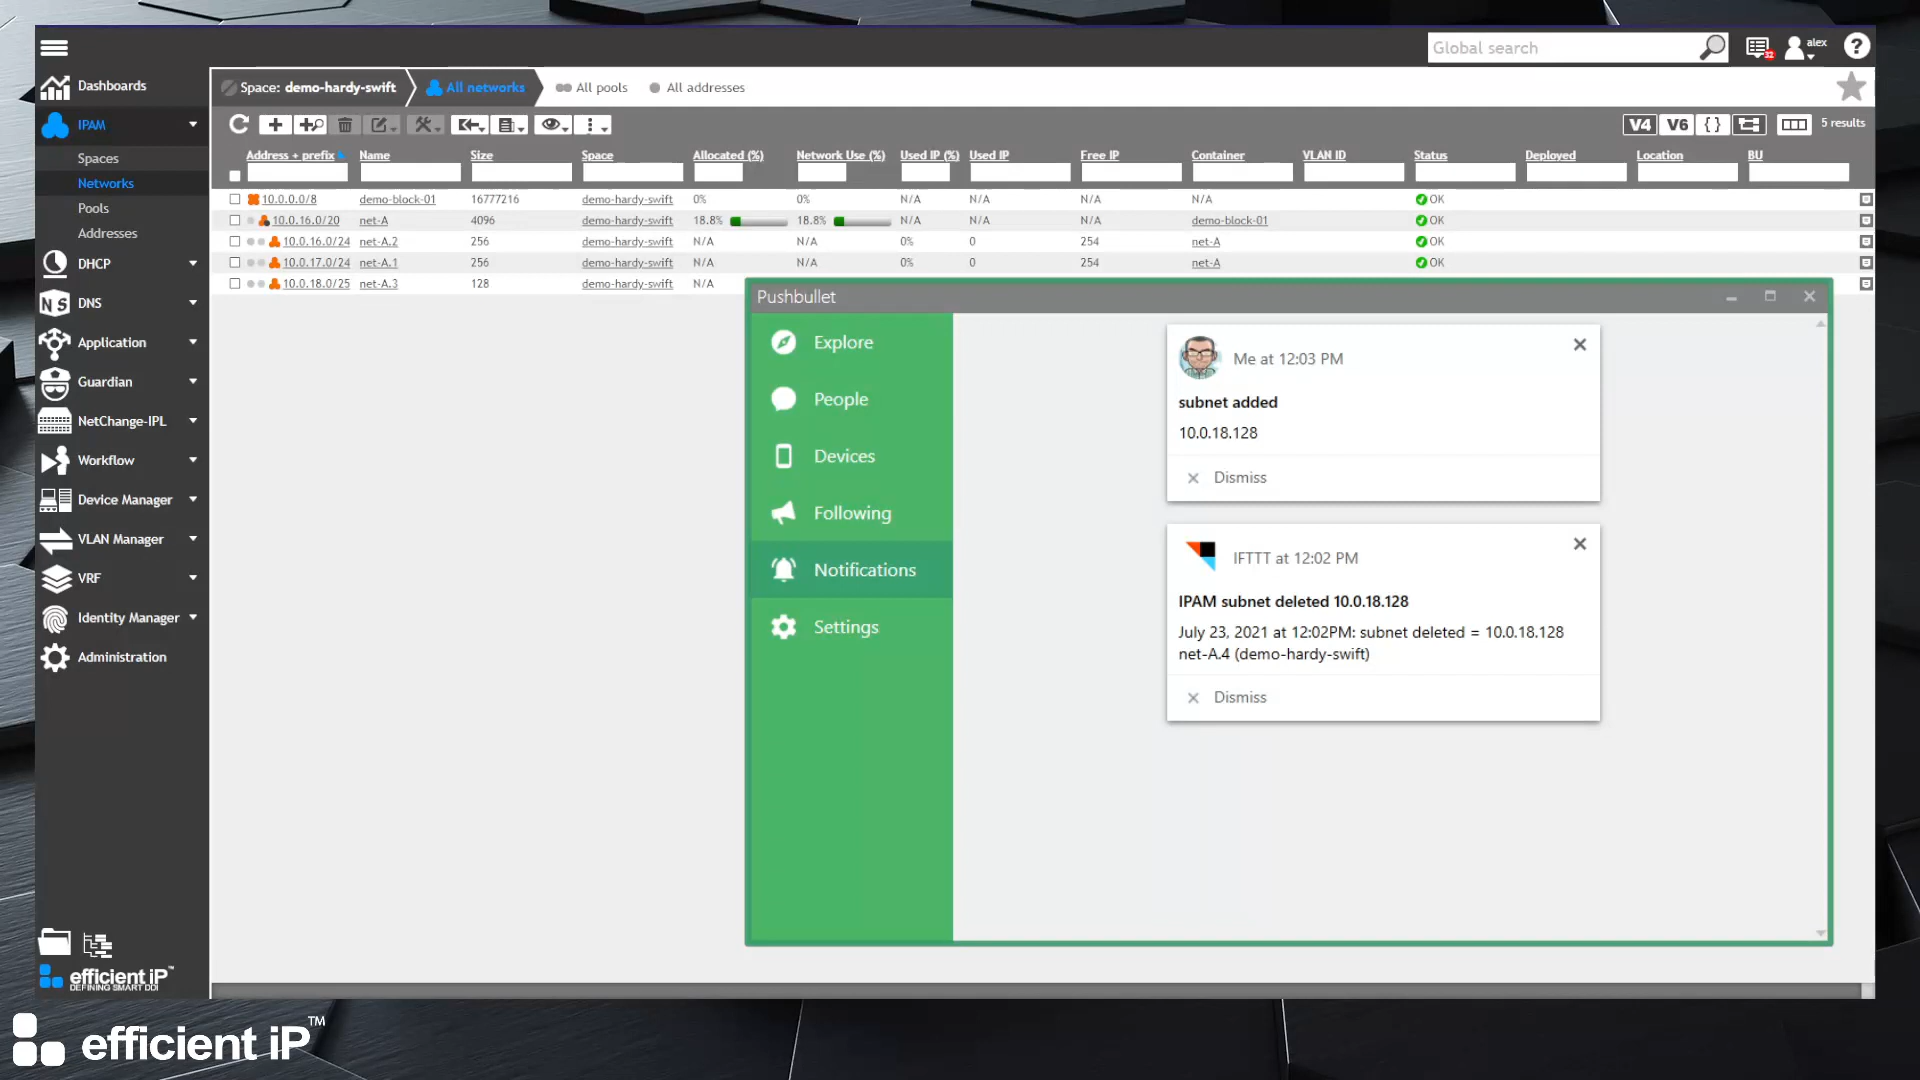 Global search
32
alex
?
Dashboards
IPAM
Spaces
Networks
Pools
Addresses
DHCP
NS
DNS
Application
Guardian
NetChange-IPL
Workflow
Device Manager
VLAN Manager
VRF
Identity Manager
Administration
efficient iP™
DEFINING SMART DDI
Space: demo-hardy-swift
All networks
All pools
All addresses
V4 V6 { } 5 results
Address + prefix Name Size Space Allocated (%) Network Use (%) Used IP (%) Used IP Free IP Container VLAN ID Status Deployed Location BU
10.0.0.0/8 demo-block-01 16777216 demo-hardy-swift 0% 0% N/A N/A N/A N/A OK
10.0.16.0/20 net-A 4096 demo-hardy-swift 18.8% 18.8% N/A N/A N/A demo-block-01 OK
10.0.16.0/24 net-A.2 256 demo-hardy-swift N/A N/A 0% 0 254 net-A OK
10.0.17.0/24 net-A.1 256 demo-hardy-swift N/A N/A 0% 0 254 net-A OK
10.0.18.0/25 net-A.3 128 demo-hardy-swift N/A
Pushbullet
Explore
People
Devices
Following
Notifications
Settings
Me at 12:03 PM
subnet added
10.0.18.128
Dismiss
IFTTT at 12:02 PM
IPAM subnet deleted 10.0.18.128
July 23, 2021 at 12:02PM: subnet deleted = 10.0.18.128
net-A.4 (demo-hardy-swift)
Dismiss
efficient iP™